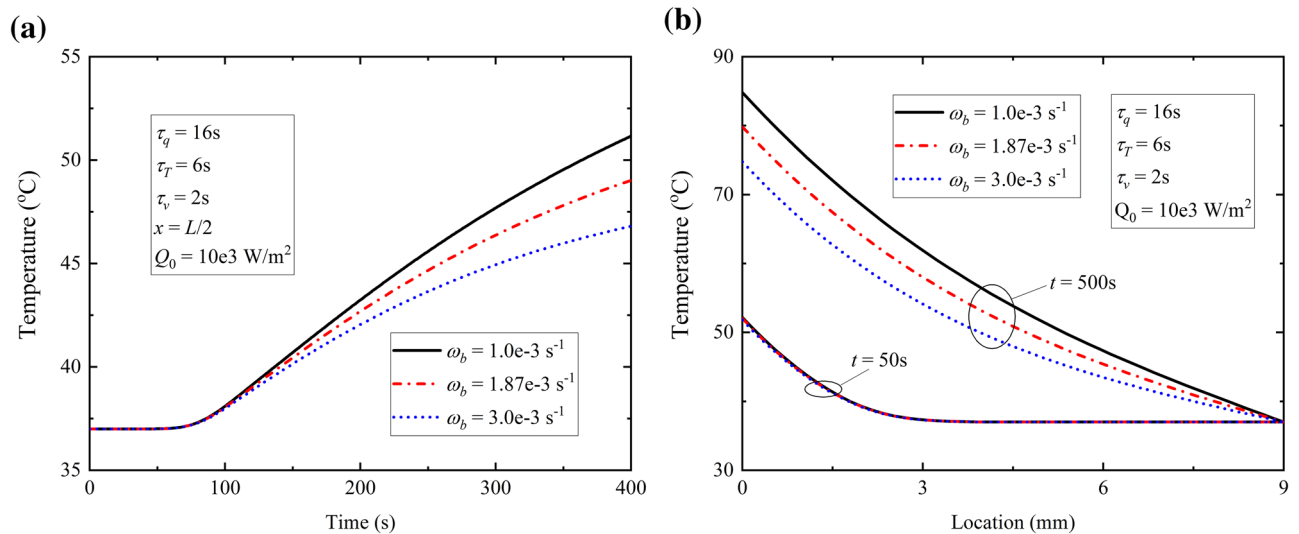 (a)
55
50
45
40
35
0
100
200
300
400
Temperature (°C)
Time (s)
τq = 16s
τT = 6s
τv = 2s
x = L/2
Q0 = 10e3 W/m²
ωb = 1.0e-3 s⁻¹
ωb = 1.87e-3 s⁻¹
ωb = 3.0e-3 s⁻¹
(b)
90
70
50
30
0
3
6
9
Temperature (°C)
Location (mm)
ωb = 1.0e-3 s⁻¹
ωb = 1.87e-3 s⁻¹
ωb = 3.0e-3 s⁻¹
τq = 16s
τT = 6s
τv = 2s
Q0 = 10e3 W/m²
t = 500s
t = 50s